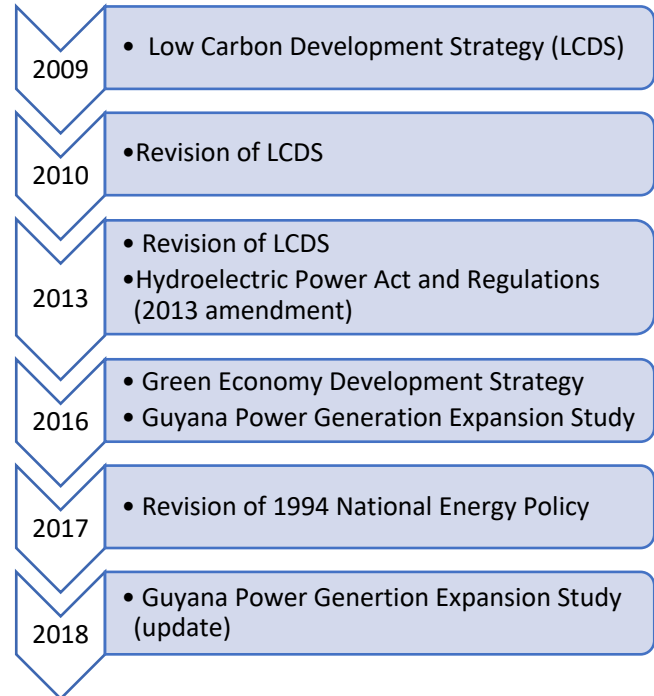 2009
• Low Carbon Development Strategy (LCDS)
2010
•Revision of LCDS
2013
• Revision of LCDS
•Hydroelectric Power Act and Regulations
(2013 amendment)
2016
• Green Economy Development Strategy
• Guyana Power Generation Expansion Study
2017
• Revision of 1994 National Energy Policy
2018
• Guyana Power Genertion Expansion Study
(update)